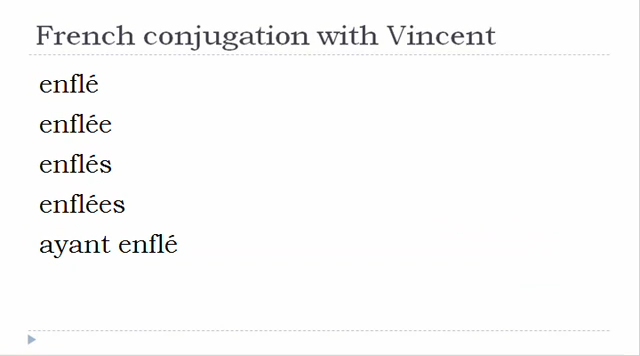 French conjugation with Vincent
enflé
enflée
enflés
enflées
ayant enflé